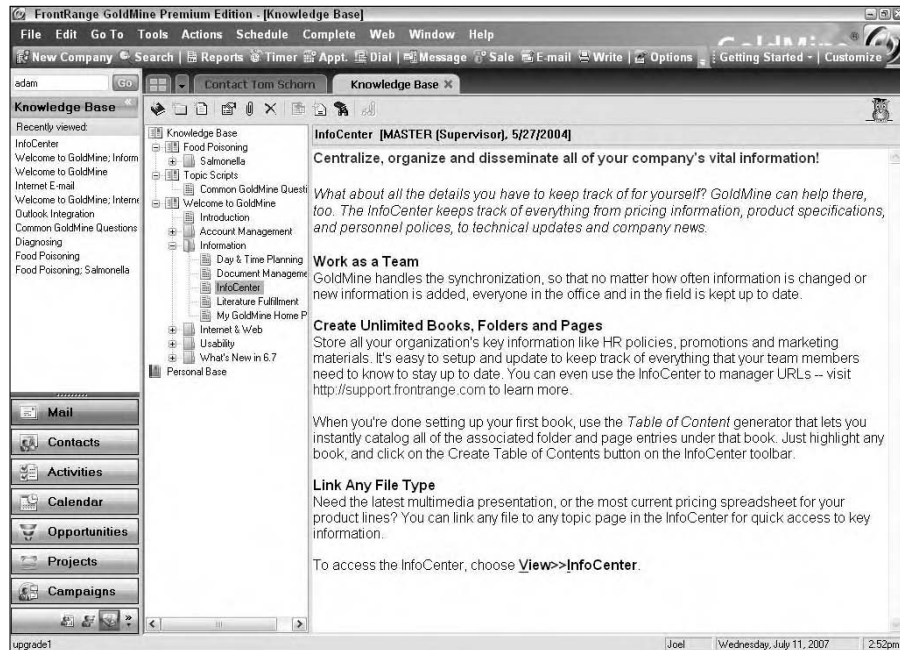 FrontRange GoldMine Premium Edition - [Knowledge Base]
File Edit Go To Tools Actions Schedule Complete Web Window Help
GoldMine
New Company Search Reports Timer Appt. Dial Message Sale E-mail Write Options Getting Started Customize
adam Go Contact Tom Schorn Knowledge Base
Knowledge Base
Recently viewed:
InfoCenter
Welcome to GoldMine; Inform
Welcome to GoldMine
Internet E-mail
Welcome to GoldMine; Interne
Outlook Integration
Common GoldMine Questions
Diagnosing
Food Poisoning
Food Poisoning; Salmonella
Mail
Contacts
Activities
Calendar
Opportunities
Projects
Campaigns
Knowledge Base
Food Poisoning
Salmonella
Topic Scripts
Common GoldMine Questi
Welcome to GoldMine
Introduction
Account Management
Information
Day & Time Planning
Document Manageme
InfoCenter
Literature Fulfillment
My GoldMine Home P
Internet & Web
Usability
What's New in 6.7
Personal Base
InfoCenter [MASTER (Supervisor), 5/27/2004]
Centralize, organize and disseminate all of your company's vital information!
What about all the details you have to keep track of for yourself? GoldMine can help there,
too. The InfoCenter keeps track of everything from pricing information, product specifications,
and personnel polices, to technical updates and company news.
Work as a Team
GoldMine handles the synchronization, so that no matter how often information is changed or
new information is added, everyone in the office and in the field is kept up to date.
Create Unlimited Books, Folders and Pages
Store all your organization's key information like HR policies, promotions and marketing
materials. It's easy to setup and update to keep track of everything that your team members
need to know to stay up to date. You can even use the InfoCenter to manager URLs -- visit
http://support.frontrange.com to learn more.
When you're done setting up your first book, use the Table of Content generator that lets you
instantly catalog all of the associated folder and page entries under that book. Just highlight any
book, and click on the Create Table of Contents button on the InfoCenter toolbar.
Link Any File Type
Need the latest multimedia presentation, or the most current pricing spreadsheet for your
product lines? You can link any file to any topic page in the InfoCenter for quick access to key
information.
To access the InfoCenter, choose View>>InfoCenter.
upgrade1 Joel Wednesday, July 11, 2007 2:52pm